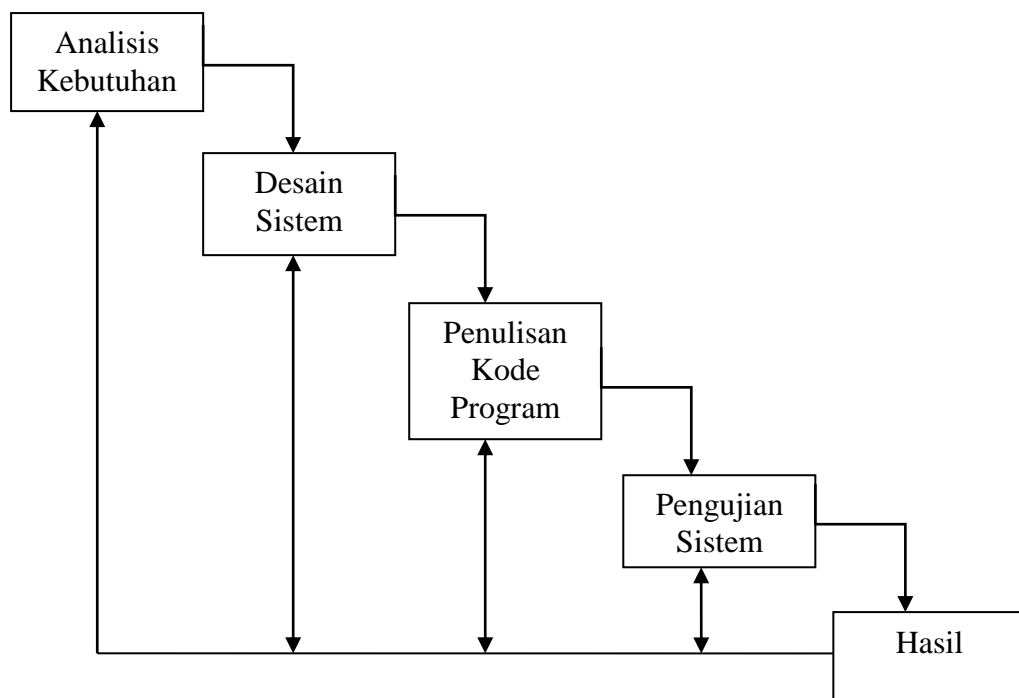 Analisis
Kebutuhan
Desain
Sistem
Penulisan
Kode
Program
Pengujian
Sistem
Hasil